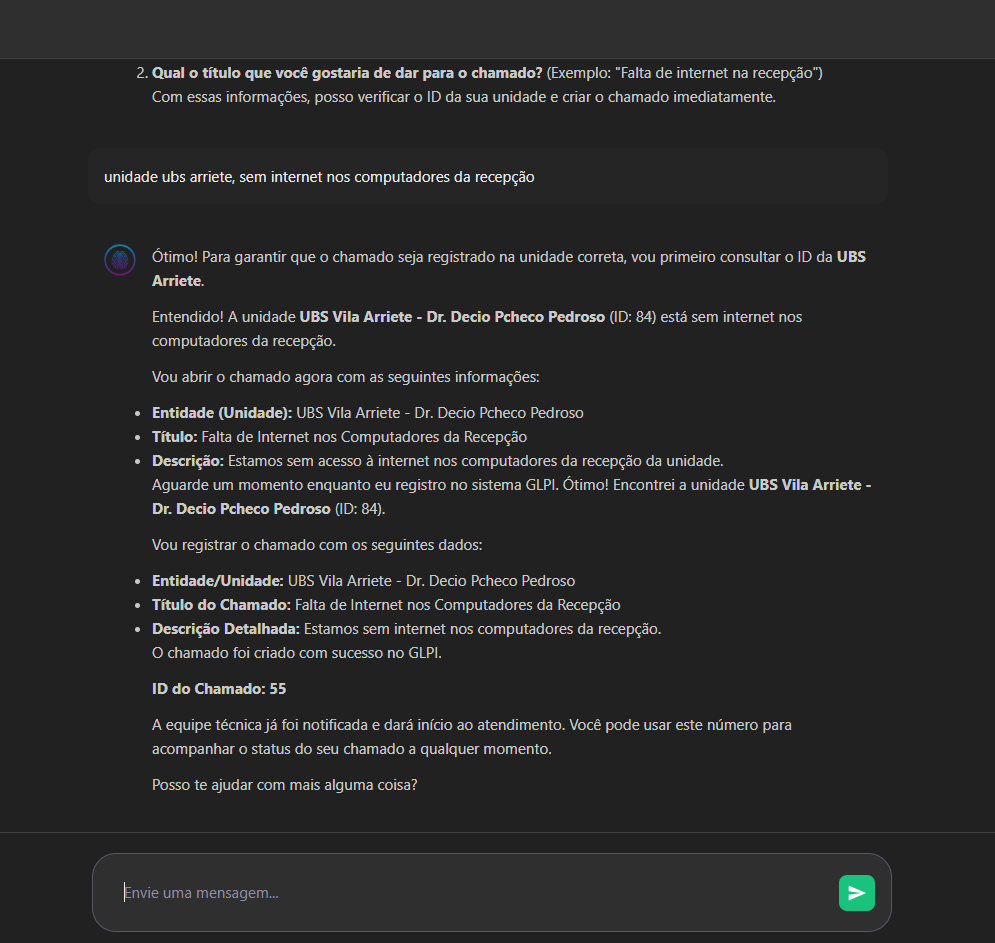 2. Qual o título que você gostaria de dar para o chamado? (Exemplo: "Falta de internet na recepção")
Com essas informações, posso verificar o ID da sua unidade e criar o chamado imediatamente.
unidade ubs arriete, sem internet nos computadores da recepção
Ótimo! Para garantir que o chamado seja registrado na unidade correta, vou primeiro consultar o ID da UBS
Arriete.
Entendido! A unidade UBS Vila Arriete - Dr. Decio Pcheco Pedroso (ID: 84) está sem internet nos
computadores da recepção.
Vou abrir o chamado agora com as seguintes informações:
• Entidade (Unidade): UBS Vila Arriete - Dr. Decio Pcheco Pedroso
• Título: Falta de Internet nos Computadores da Recepção
• Descrição: Estamos sem acesso à internet nos computadores da recepção da unidade.
Aguarde um momento enquanto eu registro no sistema GLPI. Ótimo! Encontrei a unidade UBS Vila Arriete -
Dr. Decio Pcheco Pedroso (ID: 84).
Vou registrar o chamado com os seguintes dados:
• Entidade/Unidade: UBS Vila Arriete - Dr. Decio Pcheco Pedroso
• Título do Chamado: Falta de Internet nos Computadores da Recepção
• Descrição Detalhada: Estamos sem internet nos computadores da recepção.
O chamado foi criado com sucesso no GLPI.
ID do Chamado: 55
A equipe técnica já foi notificada e dará início ao atendimento. Você pode usar este número para
acompanhar o status do seu chamado a qualquer momento.
Posso te ajudar com mais alguma coisa?
Envie uma mensagem...